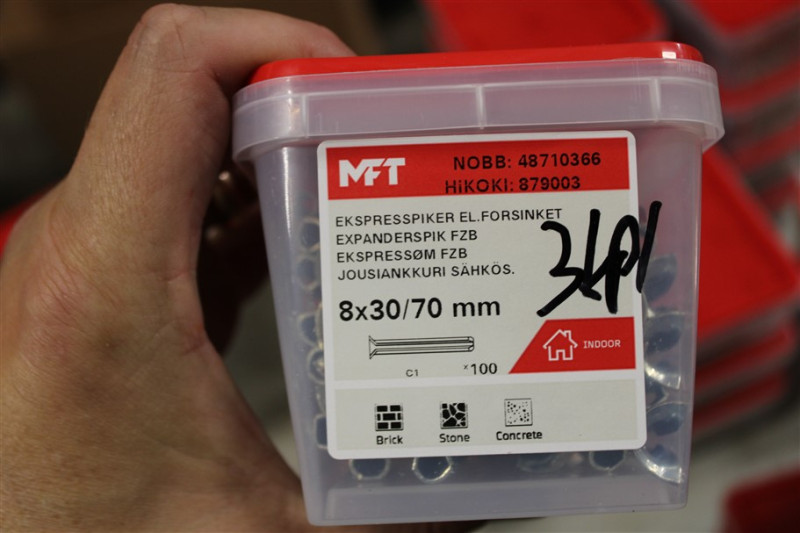 MFT
NOBB: 48710366
HiKOKI: 879003
EKSPRESSPIKER EL.FORSINKET
EXPANDERSPIK FZB
EKSPRESSØM FZB
JOUSIANKKURI SÄHKÖS.
3kpl
8x30/70 mm
INDOOR
C1
x100
Brick
Stone
Concrete